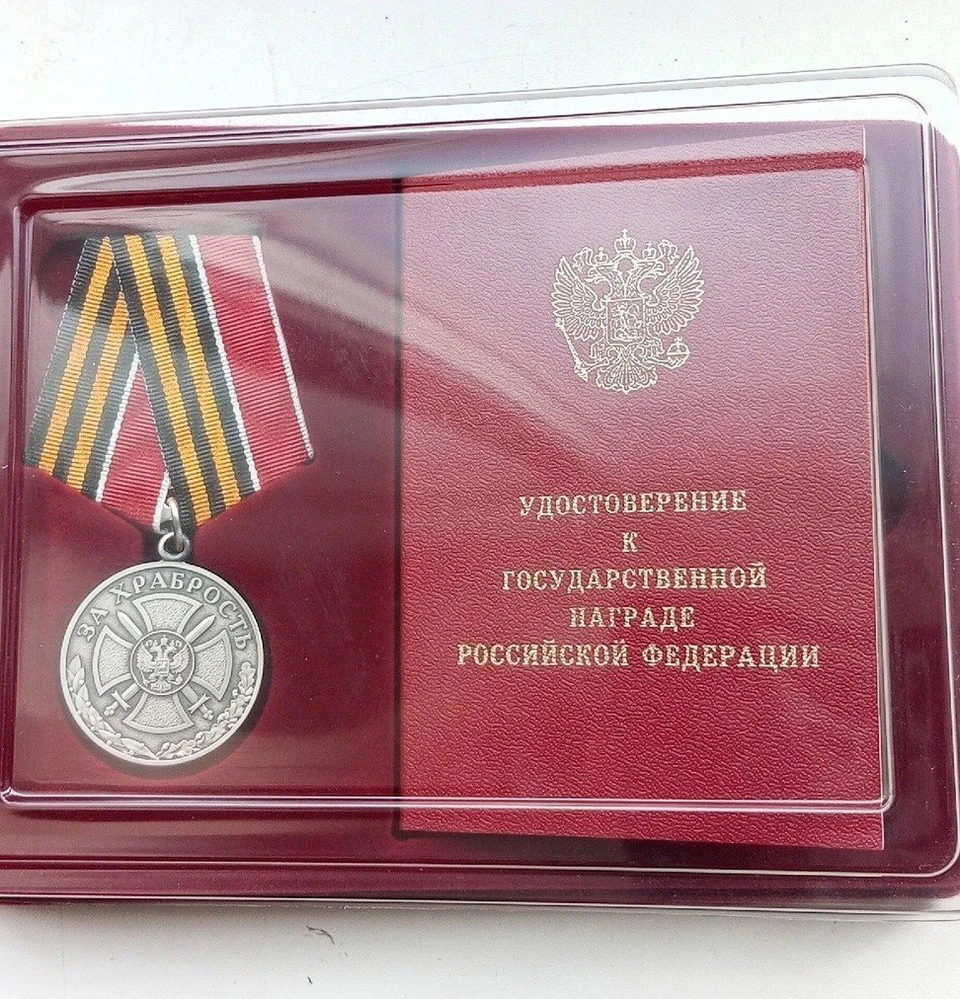 ЗА ХРАБРОСТЬ
УДОСТОВЕРЕНИЕ
К
ГОСУДАРСТВЕННОЙ
НАГРАДЕ
РОССИЙСКОЙ ФЕДЕРАЦИИ